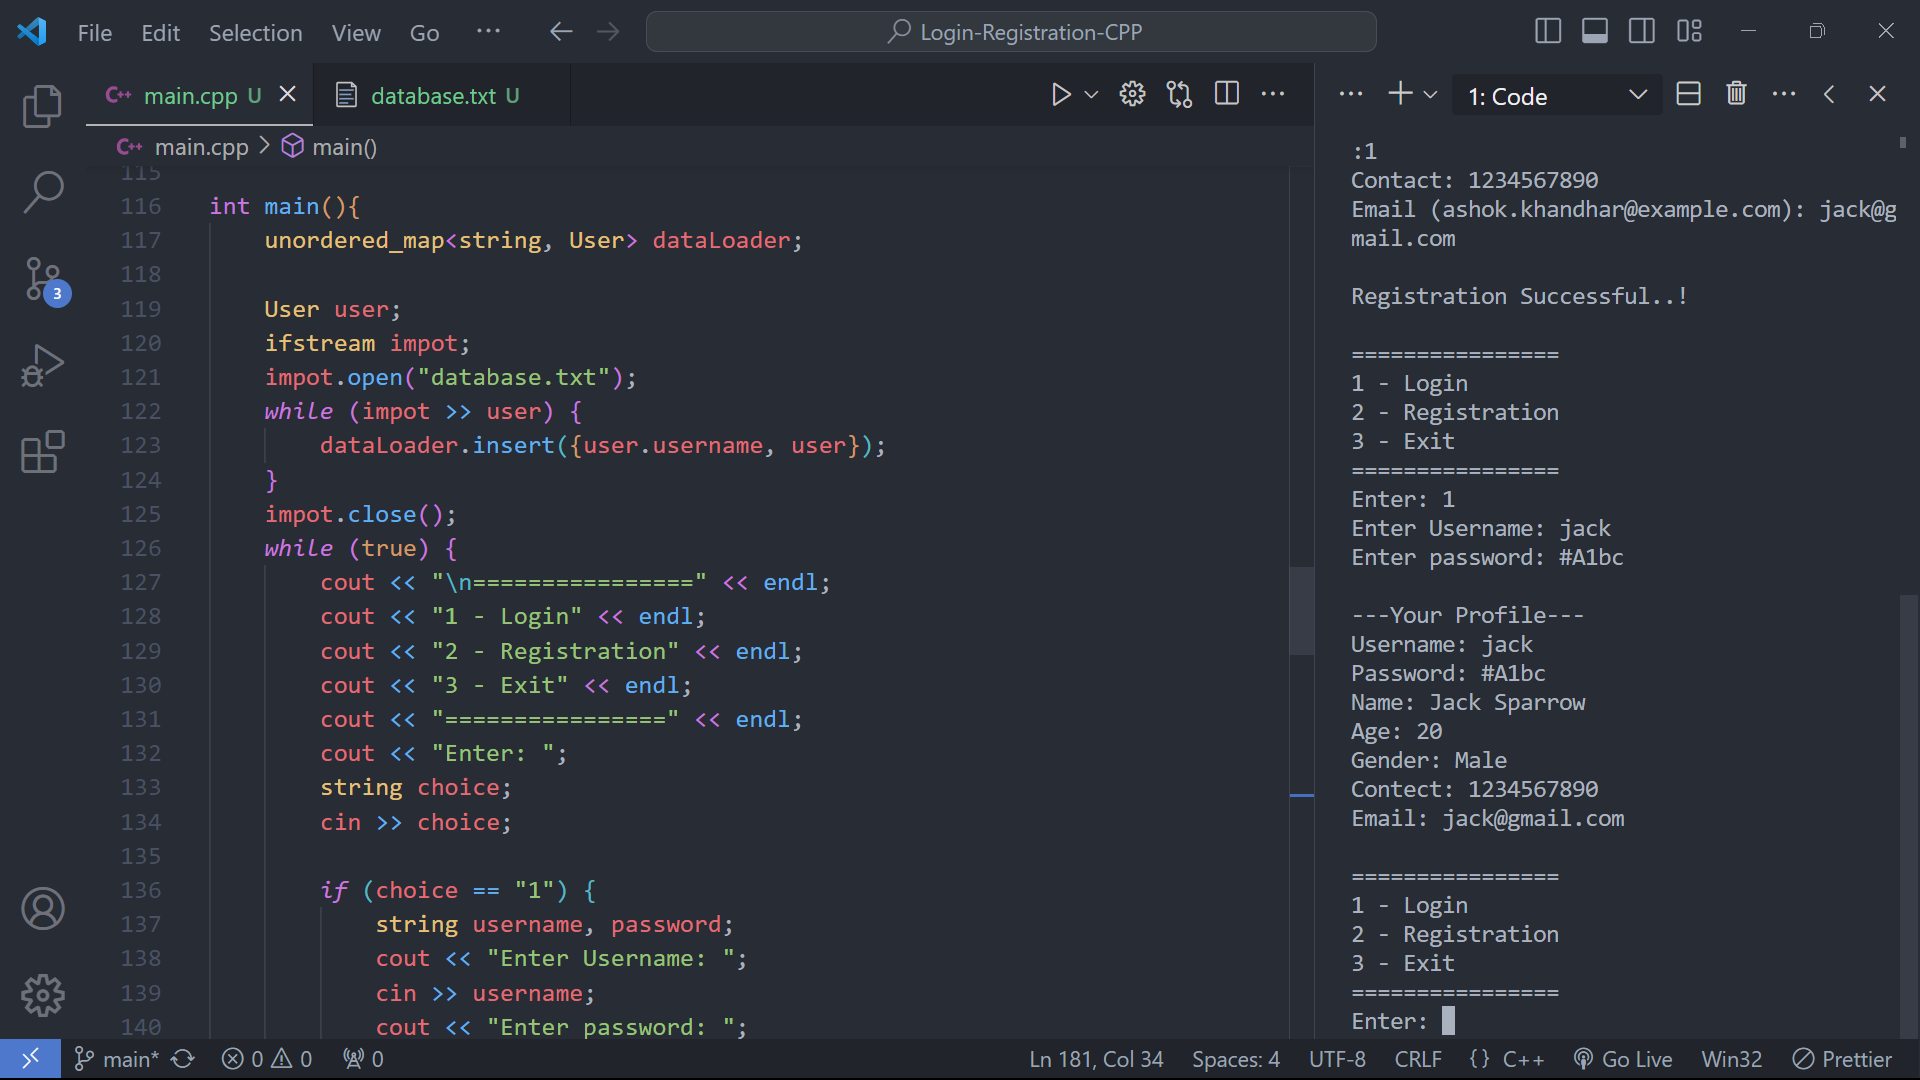 File Edit Selection View Go ··· Login-Registration-CPP
C++ main.cpp U database.txt U
C++ main.cpp > main()
115
116 int main(){
117 unordered_map<string, User> dataLoader;
118
119 User user;
120 ifstream impot;
121 impot.open("database.txt");
122 while (impot >> user) {
123 dataLoader.insert({user.username, user});
124 }
125 impot.close();
126 while (true) {
127 cout << "\n================" << endl;
128 cout << "1 - Login" << endl;
129 cout << "2 - Registration" << endl;
130 cout << "3 - Exit" << endl;
131 cout << "================" << endl;
132 cout << "Enter: ";
133 string choice;
134 cin >> choice;
135
136 if (choice == "1") {
137 string username, password;
138 cout << "Enter Username: ";
139 cin >> username;
140 cout << "Enter password: ";
1: Code
:1
Contact: 1234567890
Email (ashok.khandhar@example.com): jack@g
mail.com
Registration Successful..!
================
1 - Login
2 - Registration
3 - Exit
================
Enter: 1
Enter Username: jack
Enter password: #A1bc
---Your Profile---
Username: jack
Password: #A1bc
Name: Jack Sparrow
Age: 20
Gender: Male
Contect: 1234567890
Email: jack@gmail.com
================
1 - Login
2 - Registration
3 - Exit
================
Enter:
3
main* 0 0 0 Ln 181, Col 34 Spaces: 4 UTF-8 CRLF {} C++ Go Live Win32 Prettier